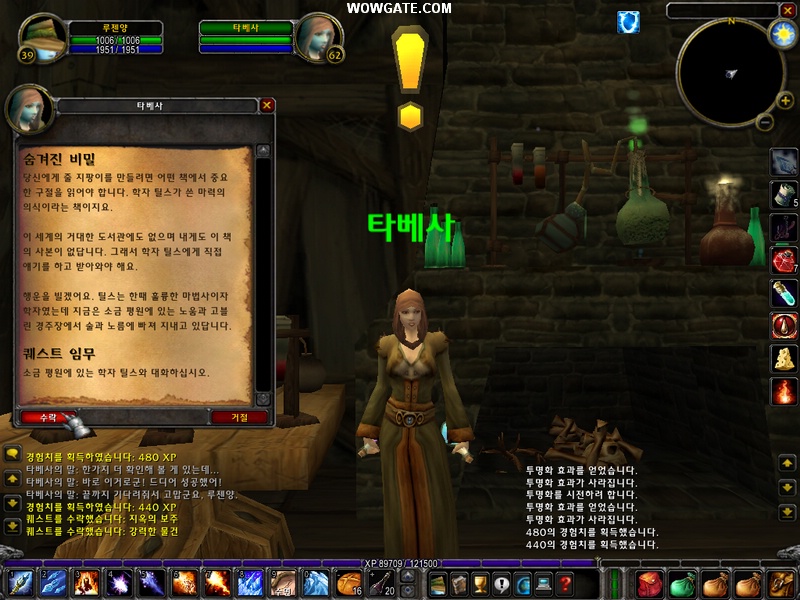 WOWGATE.COM
루젠양
1006 / 1006
1951 / 1951
39
타베사
62
N
타베사
숨겨진 비밀
당신에게 줄 지팡이를 만들려면 어떤 책에서 중요
한 구절을 읽어야 합니다. 학자 틸스가 쓴 마력의
의식이라는 책이지요.
이 세계의 거대한 도서관에도 없으며 내게도 이 책
의 사본이 없답니다. 그래서 학자 틸스에게 직접
얘기를 하고 받아와야 해요.
행운을 빌겠어요. 틸스는 한때 훌륭한 마법사이자
학자였는데 지금은 소금 평원에 있는 노움과 고블
린 경주장에서 술과 노름에 빠져 지내고 있답니다.
퀘스트 임무
소금 평원에 있는 학자 틸스와 대화하십시오.
수락
거절
타베사
5
7
경험치를 획득하였습니다: 480 XP
타베사의 말: 한가지 더 확인해 볼 게 있는데...
타베사의 말: 바로 이거로군! 드디어 성공했어!
타베사의 말: 끝까지 기다려줘서 고맙군요, 루젠양.
경험치를 획득하였습니다: 440 XP
퀘스트를 수락했습니다: 지옥의 보주
퀘스트를 수락했습니다: 강력한 물건
투명화 효과를 얻었습니다.
투명화 효과가 사라집니다.
투명화를 시전하려 합니다.
투명화 효과를 얻었습니다.
투명화 효과가 사라집니다.
480의 경험치를 획득했습니다.
440의 경험치를 획득했습니다.
XP 89709 / 121500
16
20